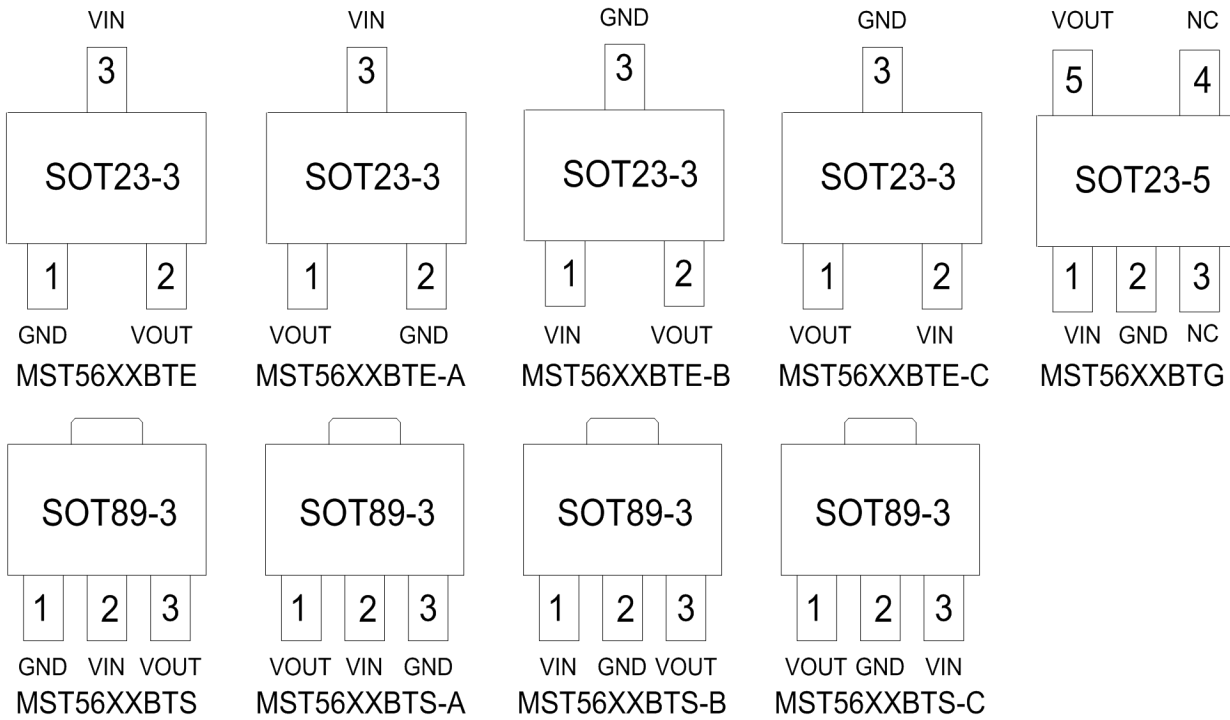 VIN VIN GND GND VOUT NC
3 3 3 3 5 4
SOT23-3 SOT23-3 SOT23-3 SOT23-3 SOT23-5
1 2 1 2 1 2 1 2 1 2 3
GND VOUT VOUT GND VIN VOUT VOUT VIN VIN GND NC
MST56XXBTE MST56XXBTE-A MST56XXBTE-B MST56XXBTE-C MST56XXBTG
SOT89-3 SOT89-3 SOT89-3 SOT89-3
1 2 3 1 2 3 1 2 3 1 2 3
GND VIN VOUT VOUT VIN GND VIN GND VOUT VOUT GND VIN
MST56XXBTS MST56XXBTS-A MST56XXBTS-B MST56XXBTS-C